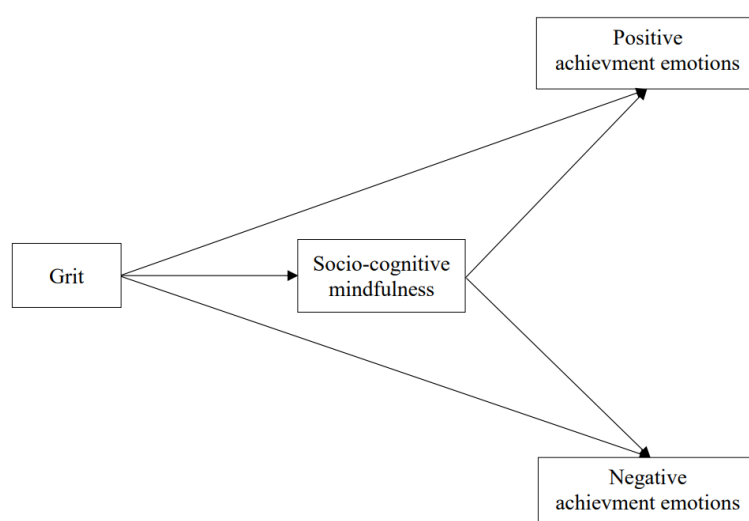 Positive
achievment emotions
Grit
Socio-cognitive
mindfulness
Negative
achievment emotions